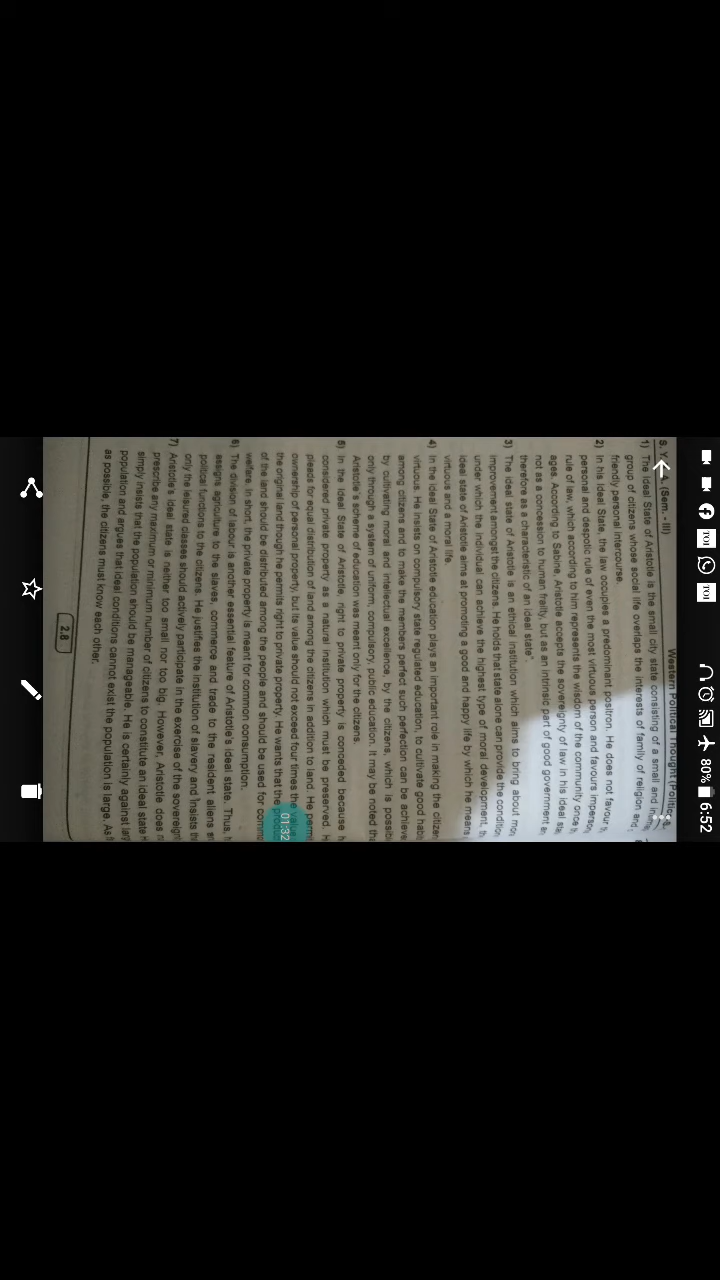 80% 6:52
S. Y. B.A. (Sem. - III) Western Political Thought (Politics
1) The Ideal State of Aristotle is the small city state consisting of a small and
group of citizens whose social life overlaps the interests of family of religion and
friendly personal intercourse.
2) In his Ideal State, the law occupies a predominant positron. He does not favour
personal and despotic rule of even the most virtuous person and favours
rule of law, which according to him represents the wisdom of the community
ages. According to Sabine, Aristotle accepts the sovereignty of law in his ideal
not as a concession to human frailty, but as an intrinsic part of good government
therefore as a characteristic of an ideal state"
3) The ideal state of Aristotle is an ethical institution which aims to bring about
improvement amongst the citizens. He holds that state alone can provide the condition
under which the individual can achieve the highest type of moral development,
ideal state of Aristotle aims at promoting a good and happy life by which he means
virtuous and a moral life.
4) In the Ideal State of Aristotle education plays an important role in making the
virtuous. He insists on compulsory state regulated education, to cultivate good
among citizens and to make the members perfect such perfection can be
by cultivating moral and intellectual excellence, by the citizens, which is
only through a system of uniform, compulsory, public education. It may be noted
Aristotle's scheme of education was meant only for the citizens.
5) In the Ideal State of Aristotle, right to private property is conceded because
considered private property as a natural institution which must be preserved.
pleads for equal distribution of land among the citizens in addition to land. He
ownership of personal property, but its value should not exceed four times the value
the original land though he permits right to private property. He wants that the
01:32
of the land should be distributed among the people and should be used for
welfare. In short, the private property is meant for common consumption.
6) The division of labour is another essential feature of Aristotle's ideal state. Thus,
assigns agriculture to the slaves, commerce and trade to the resident aliens
political functions to the citizens. He justifies the institution of slavery and insists
only the leisured classes should actively participate in the exercise of the
7) Aristotle's ideal state is neither too small nor too big. However, Aristotle does
prescribe any maximum or minimum number of citizens to constitute an ideal state
simply insists that the population should be manageable. He is certainly against
population and argues that ideal conditions cannot exist the population is large. As
as possible, the citizens must know each other.
2.8